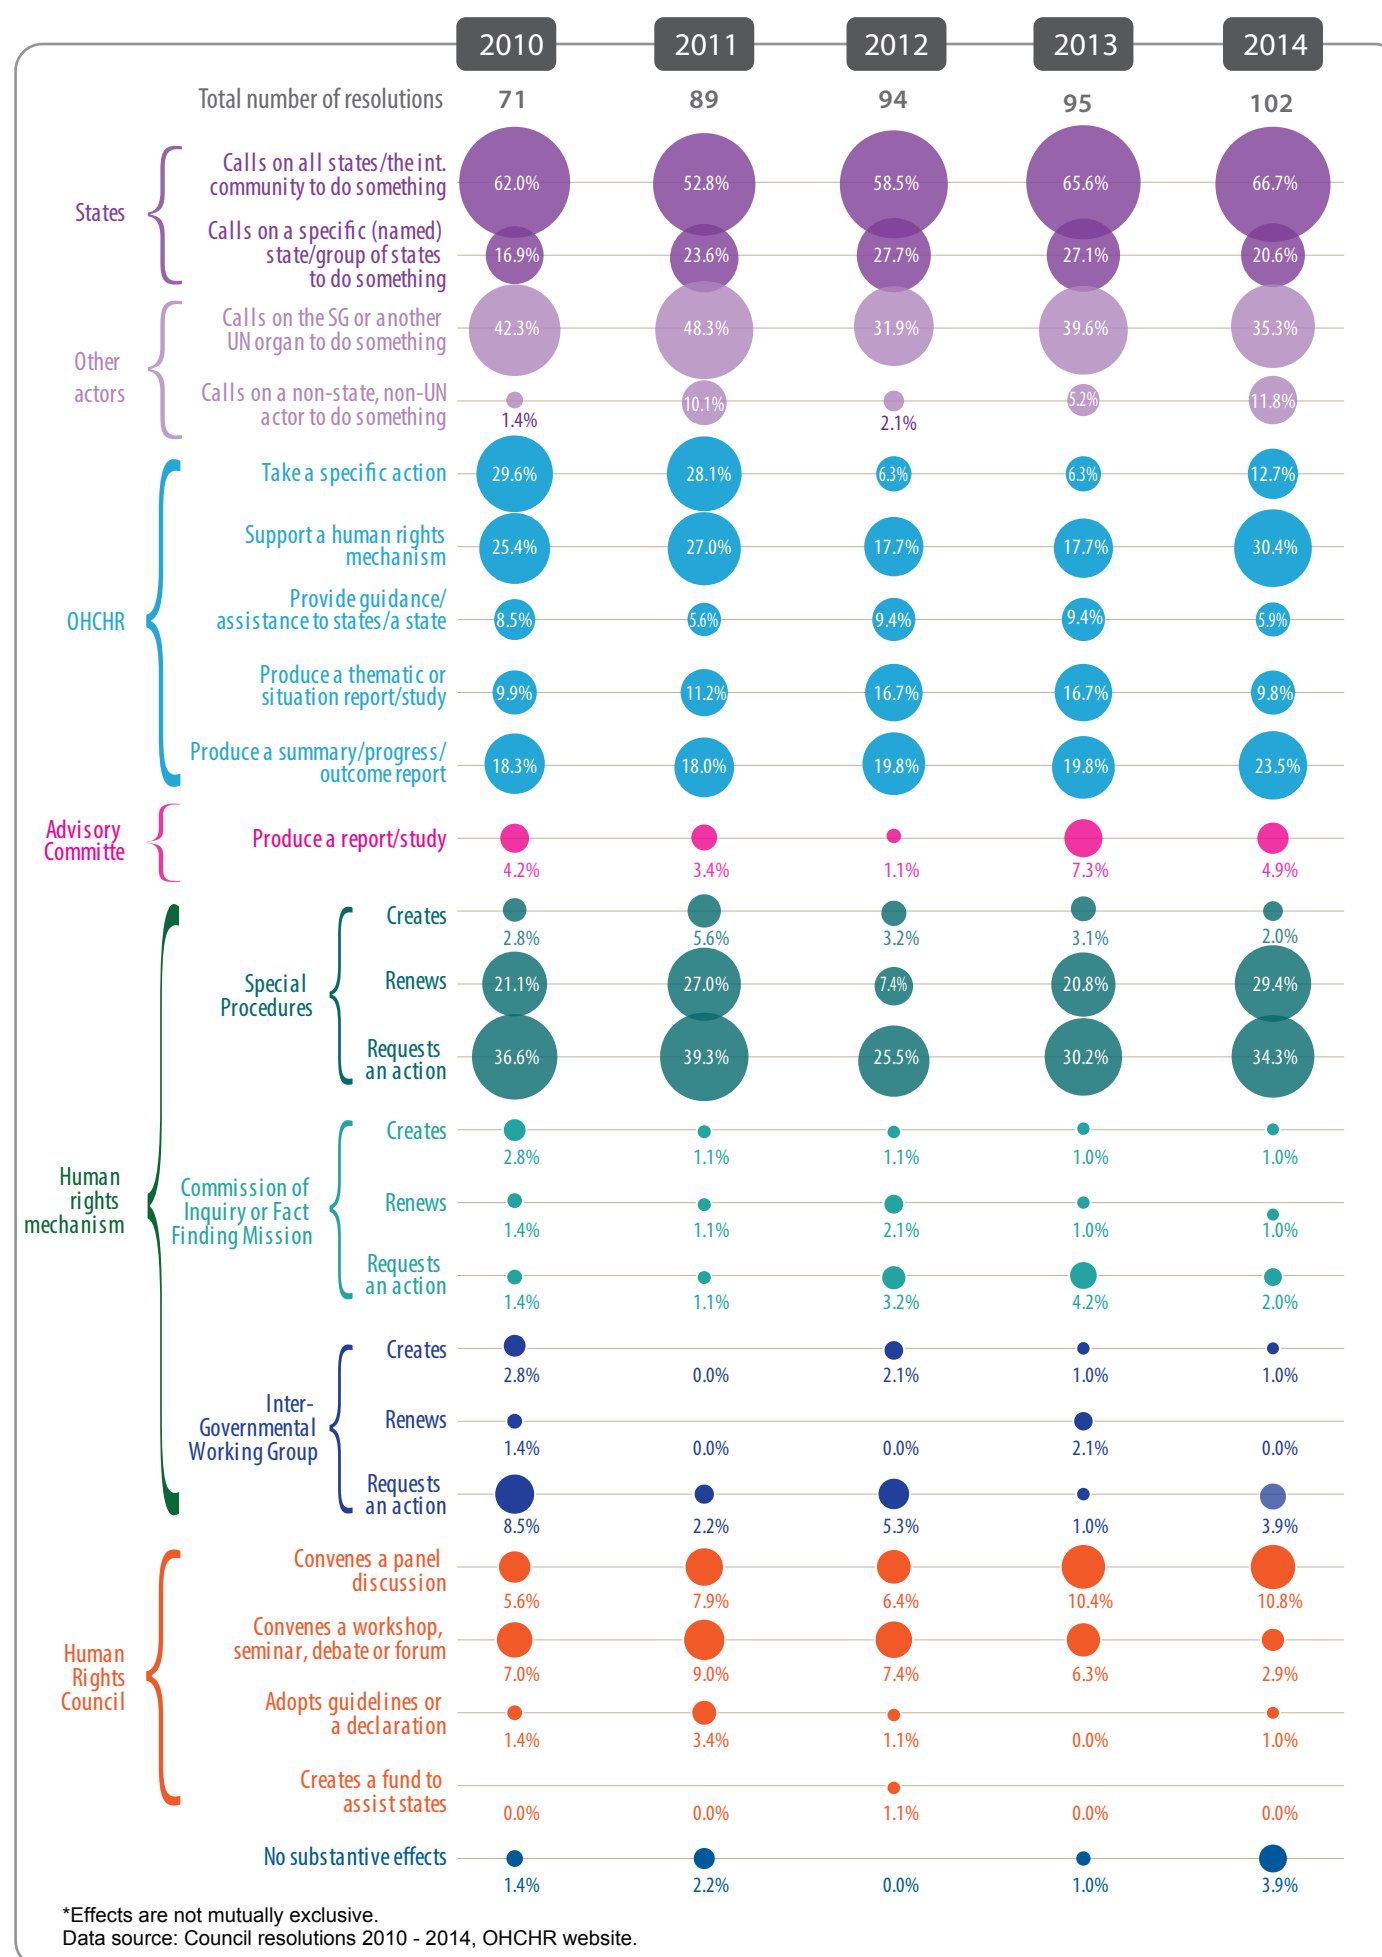 2010 2011 2012 2013 2014
Total number of resolutions 71 89 94 95 102
States
Calls on all states/the int.
community to do something
62.0% 52.8% 58.5% 65.6% 66.7%
Calls on a specific (named)
state/group of states
to do something
16.9% 23.6% 27.7% 27.1% 20.6%
Other
actors
Calls on the SG or another
UN organ to do something
42.3% 48.3% 31.9% 39.6% 35.3%
Calls on a non-state, non-UN
actor to do something
1.4% 10.1% 2.1% 5.2% 11.8%
OHCHR
Take a specific action
29.6% 28.1% 6.3% 6.3% 12.7%
Support a human rights
mechanism
25.4% 27.0% 17.7% 17.7% 30.4%
Provide guidance/
assistance to states/a state
8.5% 5.6% 9.4% 9.4% 5.9%
Produce a thematic or
situation report/study
9.9% 11.2% 16.7% 16.7% 9.8%
Produce a summary/progress/
outcome report
18.3% 18.0% 19.8% 19.8% 23.5%
Advisory
Committe
Produce a report/study
4.2% 3.4% 1.1% 7.3% 4.9%
Human
rights
mechanism
Special
Procedures
Creates
2.8% 5.6% 3.2% 3.1% 2.0%
Renews
21.1% 27.0% 7.4% 20.8% 29.4%
Requests
an action
36.6% 39.3% 25.5% 30.2% 34.3%
Commission of
Inquiry or Fact
Finding Mission
Creates
2.8% 1.1% 1.1% 1.0% 1.0%
Renews
1.4% 1.1% 2.1% 1.0% 1.0%
Requests
an action
1.4% 1.1% 3.2% 4.2% 2.0%
Inter-
Governmental
Working Group
Creates
2.8% 0.0% 2.1% 1.0% 1.0%
Renews
1.4% 0.0% 0.0% 2.1% 0.0%
Requests
an action
8.5% 2.2% 5.3% 1.0% 3.9%
Human
Rights
Council
Convenes a panel
discussion
5.6% 7.9% 6.4% 10.4% 10.8%
Convenes a workshop,
seminar, debate or forum
7.0% 9.0% 7.4% 6.3% 2.9%
Adopts guidelines or
a declaration
1.4% 3.4% 1.1% 0.0% 1.0%
Creates a fund to
assist states
0.0% 0.0% 1.1% 0.0% 0.0%
No substantive effects
1.4% 2.2% 0.0% 1.0% 3.9%
*Effects are not mutually exclusive.
Data source: Council resolutions 2010 - 2014, OHCHR website.